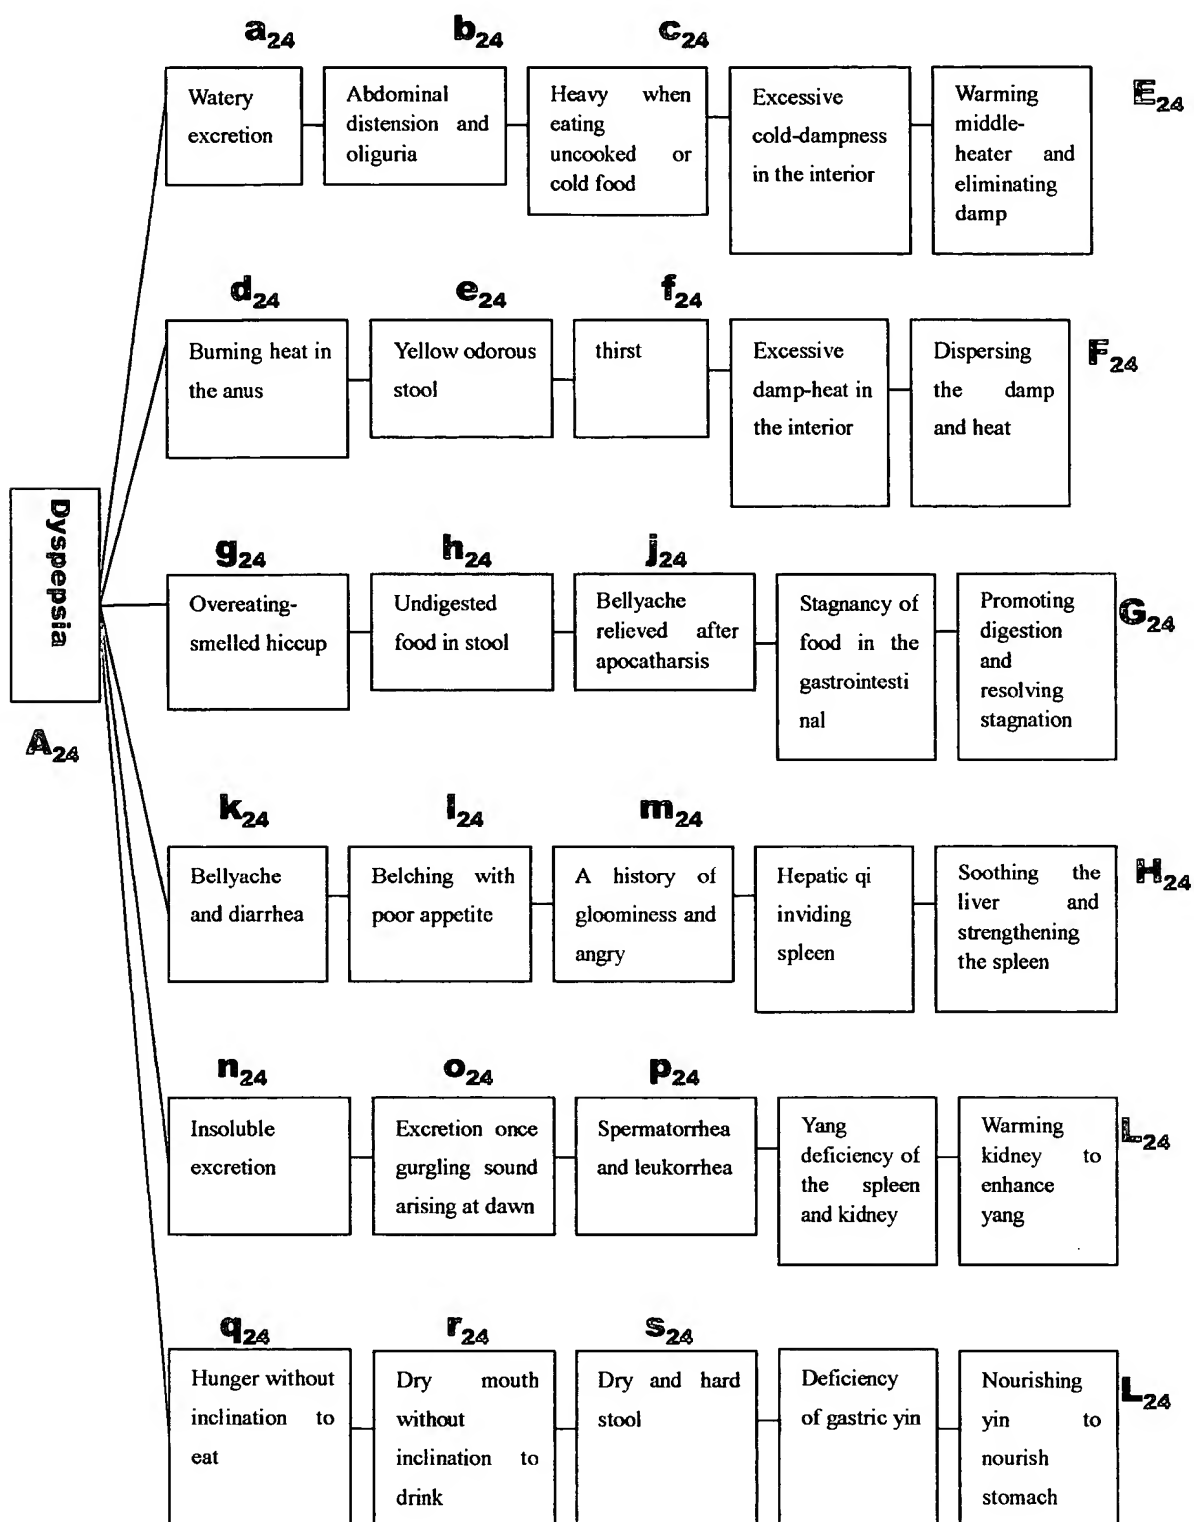 a24 b24 c24
Watery
excretion
Abdominal
distension and
oliguria
Heavy when
eating
uncooked or
cold food
Excessive
cold-dampness
in the interior
Warming
middle-
heater and
eliminating
damp
E24
d24 e24 f24
Burning heat in
the anus
Yellow odorous
stool
thirst
Excessive
damp-heat in
the interior
Dispersing
the damp
and heat
F24
Dyspepsia
A24
g24 h24 j24
Overeating-
smelled hiccup
Undigested
food in stool
Bellyache
relieved after
apocatharsis
Stagnancy of
food in the
gastrointesti
nal
Promoting
digestion
and
resolving
stagnation
G24
k24 l24 m24
Bellyache
and diarrhea
Belching with
poor appetite
A history of
gloominess and
angry
Hepatic qi
inviding
spleen
Soothing the
liver and
strengthening
the spleen
H24
n24 o24 p24
Insoluble
excretion
Excretion once
gurgling sound
arising at dawn
Spermatorrhea
and leukorrhea
Yang
deficiency of
the spleen
and kidney
Warming
kidney to
enhance
yang
L24
q24 r24 s24
Hunger without
inclination to
eat
Dry mouth
without
inclination to
drink
Dry and hard
stool
Deficiency
of gastric yin
Nourishing
yin to
nourish
stomach
L24